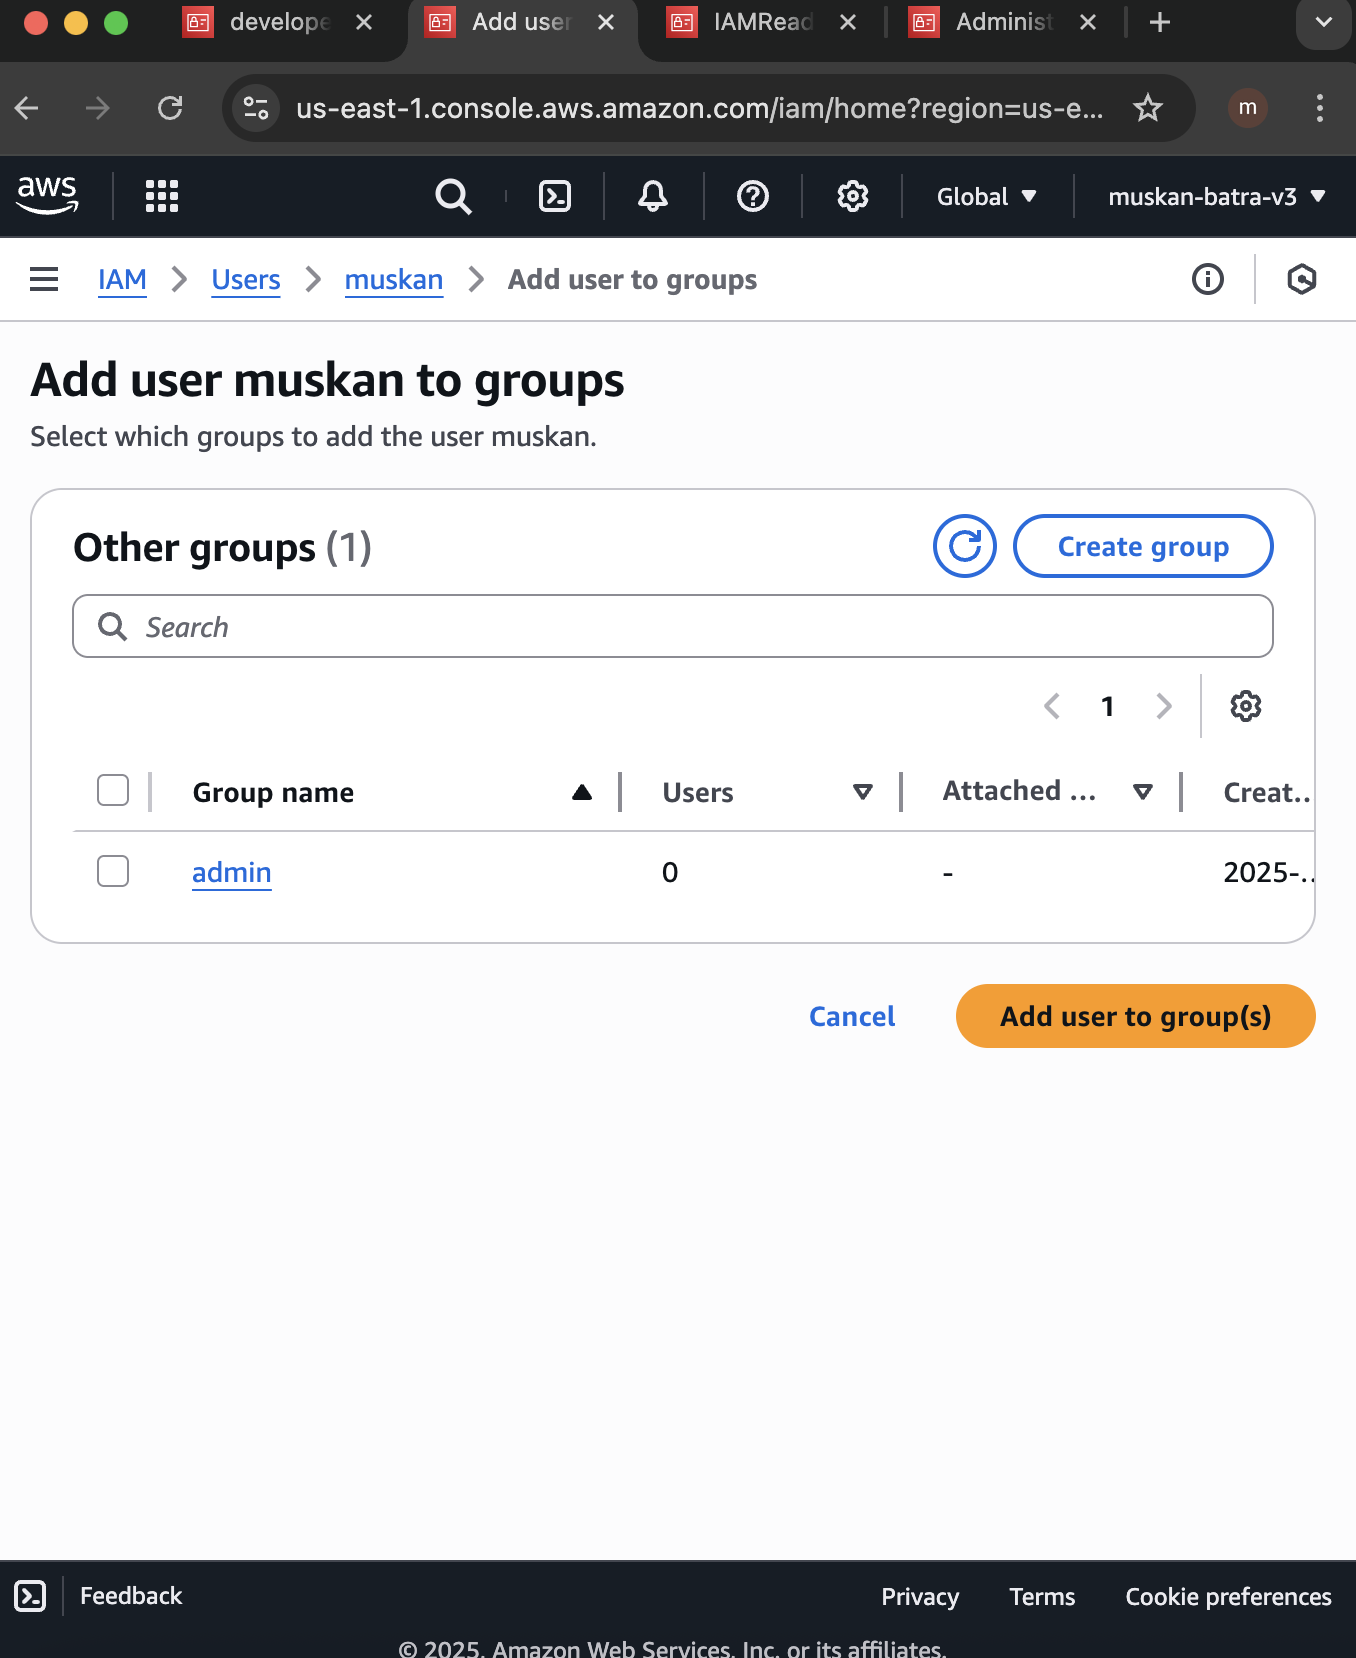 develope
Add user
IAMRead
Administ
us-east-1.console.aws.amazon.com/iam/home?region=us-e...
m
aws
Global
muskan-batra-v3
IAM
Users
muskan
Add user to groups
Add user muskan to groups
Select which groups to add the user muskan.
Other groups (1)
Create group
Search
1
Group name
Users
Attached ...
Creat..
admin
0
-
2025-..
Cancel
Add user to group(s)
Feedback
Privacy
Terms
Cookie preferences
© 2025, Amazon Web Services, Inc. or its affiliates.